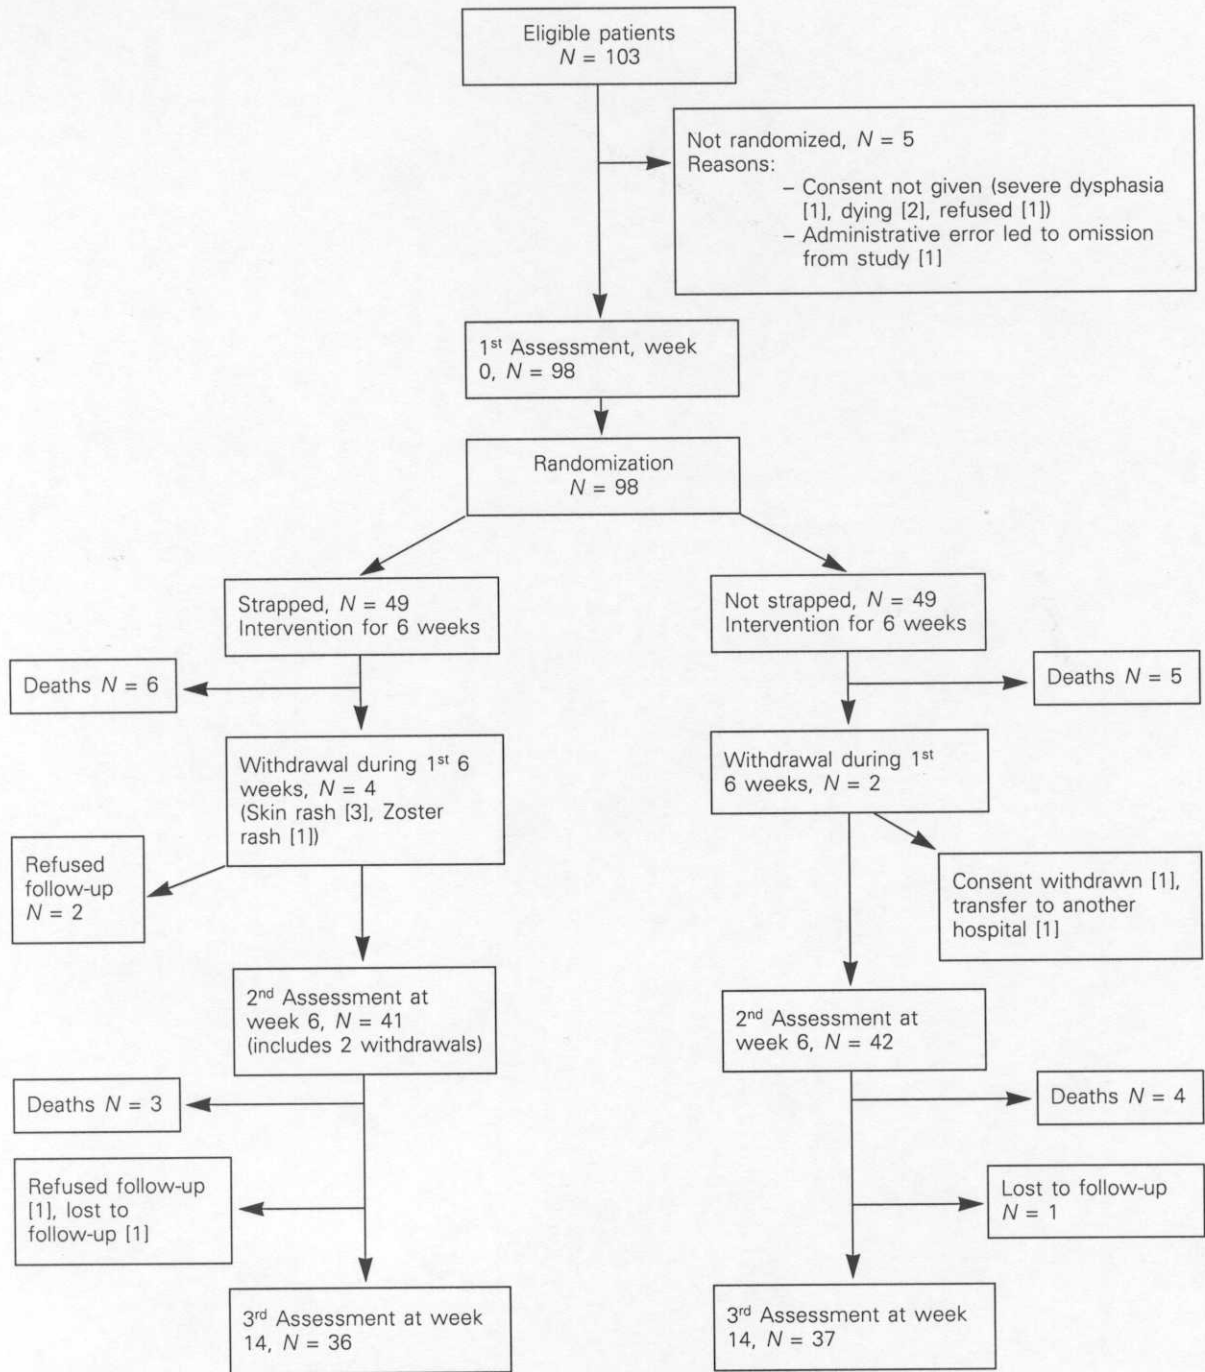 Eligible patients
N = 103
Not randomized, N = 5
Reasons:
– Consent not given (severe dysphasia
[1], dying [2], refused [1])
– Administrative error led to omission
from study [1]
1st Assessment, week
0, N = 98
Randomization
N = 98
Strapped, N = 49
Intervention for 6 weeks
Not strapped, N = 49
Intervention for 6 weeks
Deaths N = 6
Deaths N = 5
Withdrawal during 1st 6
weeks, N = 4
(Skin rash [3], Zoster
rash [1])
Withdrawal during 1st
6 weeks, N = 2
Refused
follow-up
N = 2
Consent withdrawn [1],
transfer to another
hospital [1]
2nd Assessment at
week 6, N = 41
(includes 2 withdrawals)
2nd Assessment at
week 6, N = 42
Deaths N = 3
Deaths N = 4
Refused follow-up
[1], lost to
follow-up [1]
Lost to follow-up
N = 1
3rd Assessment at week
14, N = 36
3rd Assessment at week
14, N = 37